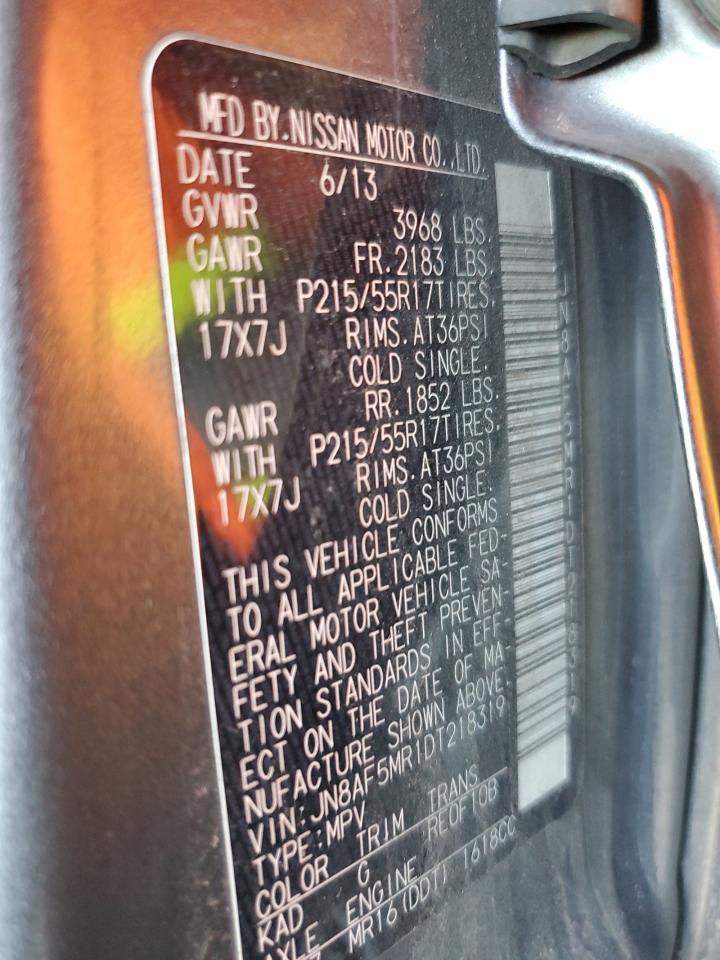 MFD BY.NISSAN MOTOR CO.,LTD.
DATE 6/13
GVWR 3968 LBS.
GAWR FR.2183 LBS.
WITH P215/55R17TIRES.
17X7J RIMS.AT36PSI
COLD SINGLE.
GAWR RR.1852 LBS.
WITH P215/55R17TIRES.
17X7J RIMS.AT36PSI
COLD SINGLE.
THIS VEHICLE CONFORMS
TO ALL APPLICABLE FED-
ERAL MOTOR VEHICLE SA-
FETY AND THEFT PREVEN-
TION STANDARDS IN EFF-
ECT ON THE DATE OF MA-
NUFACTURE SHOWN ABOVE.
VIN:JN8AF5MR1DT218319
TYPE:MPV
COLOR TRIM TRANS
KAD G RE0F10B
AXLE ENGINE
MR16(DDT) 1618CC
JN8AF5MR1DT218319